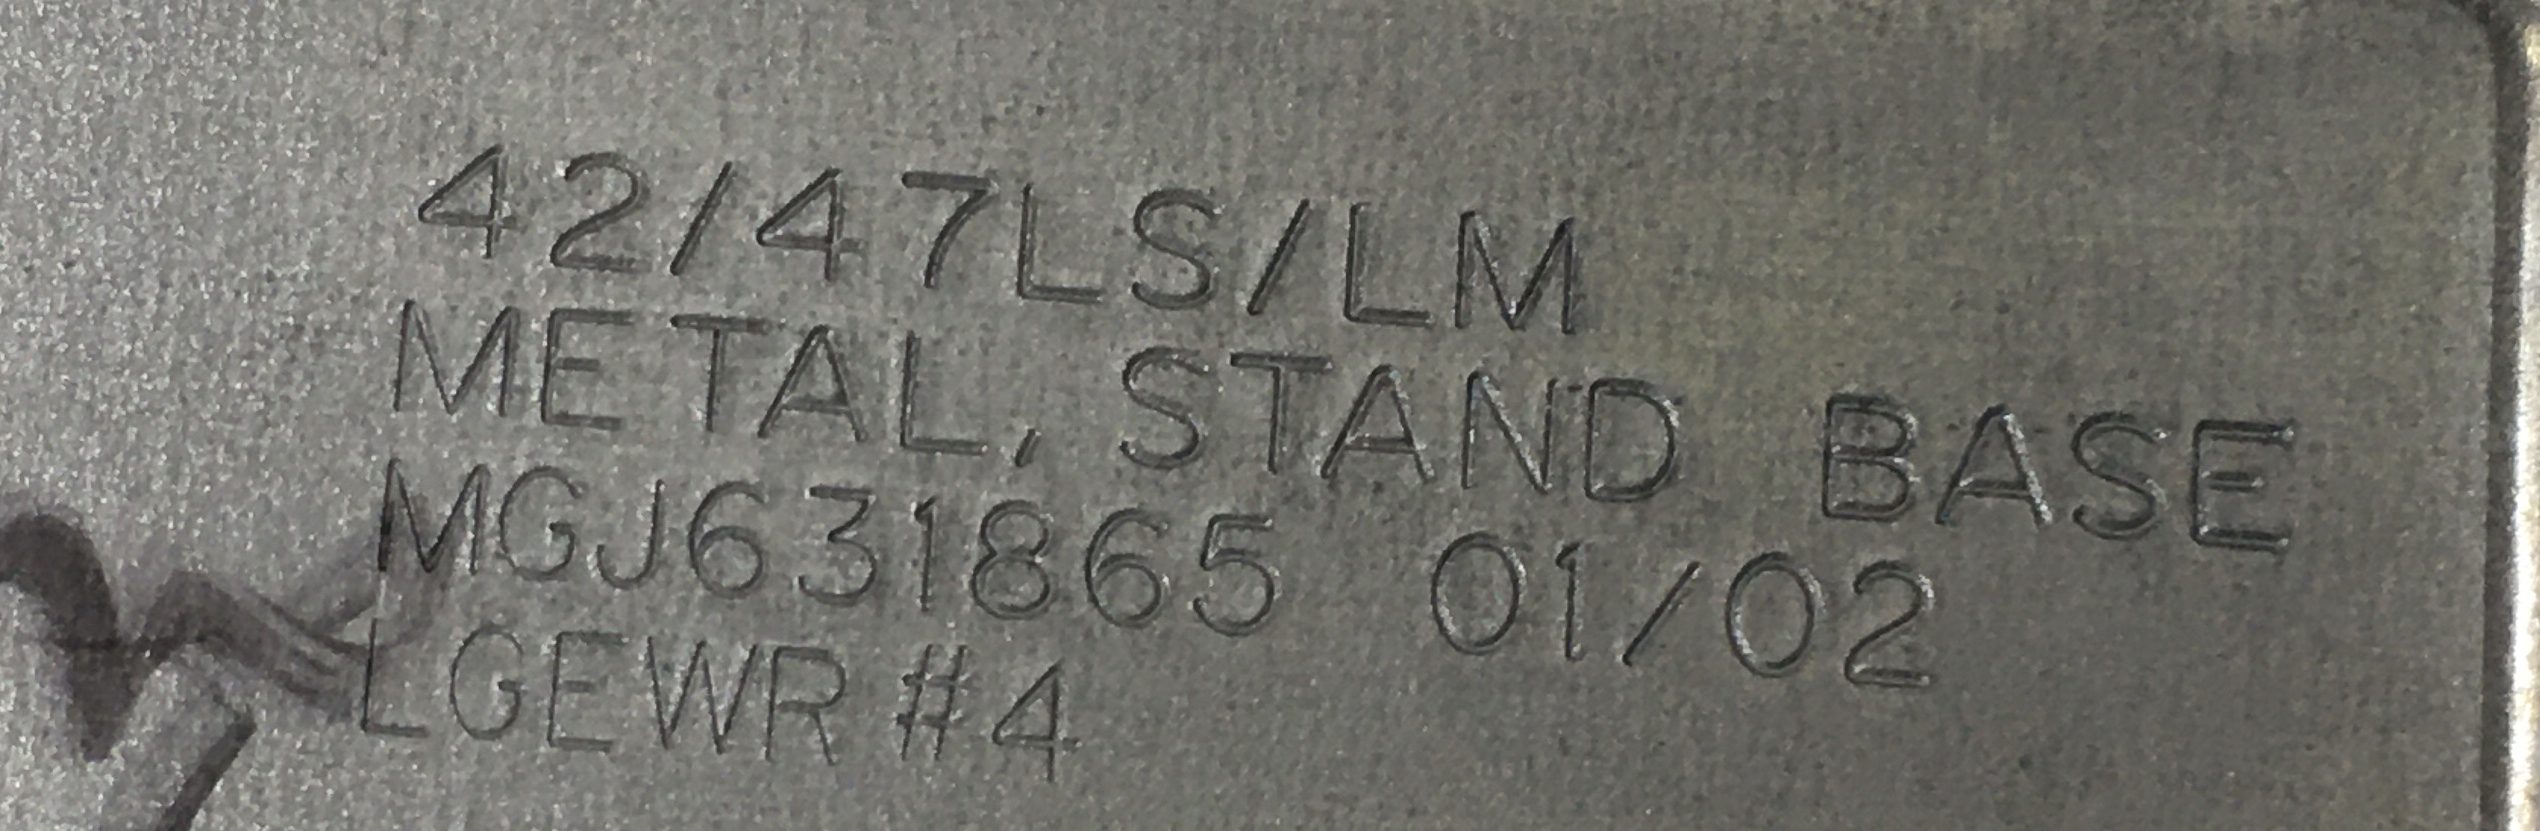 42/47LS/LM
METAL, STAND BASE
MGJ631865 01/02
LGEWR #4